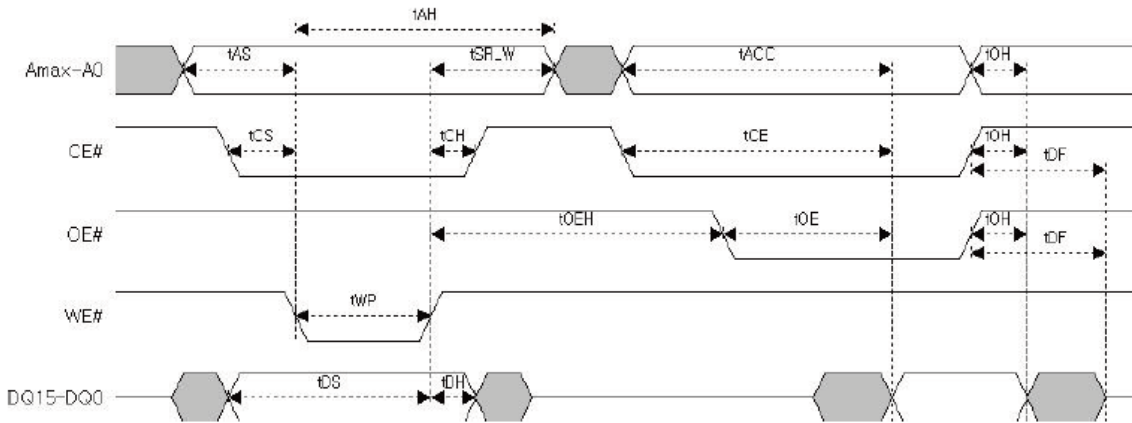 tAH
Amax-A0 tAS tSR_W tACC tOH
CE# tCS tCH tCE tOH
tDF
OE# tOEH tOE tOH
tDF
WE# tWP
DQ15-DQ0 tDS tDH